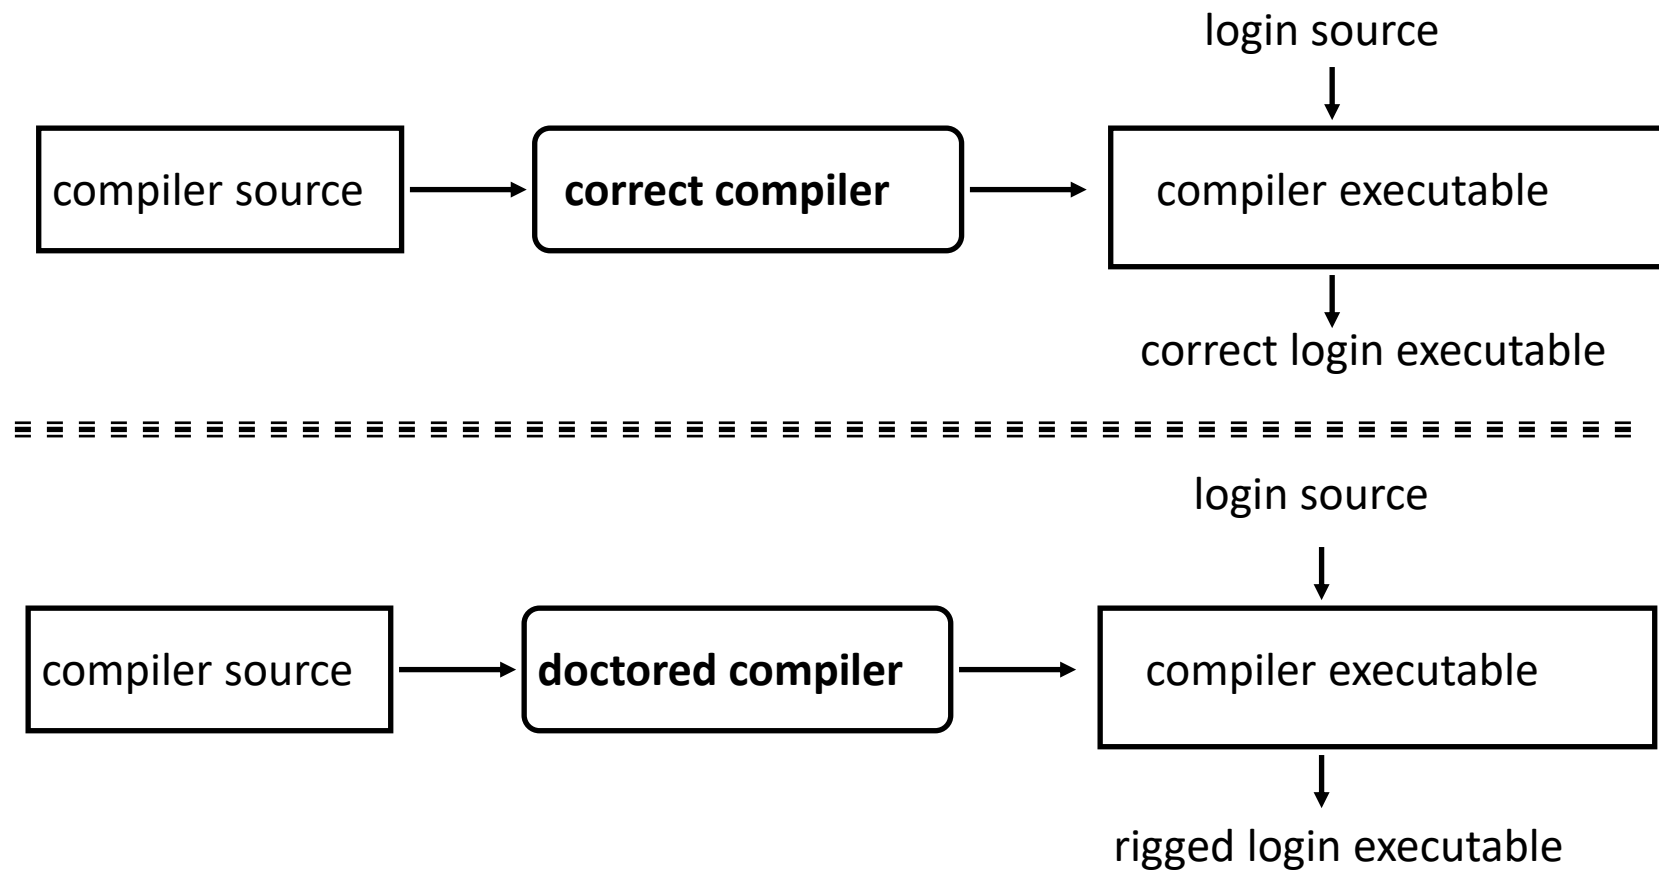 login source
compiler source
correct compiler
compiler executable
correct login executable
login source
compiler source
doctored compiler
compiler executable
rigged login executable